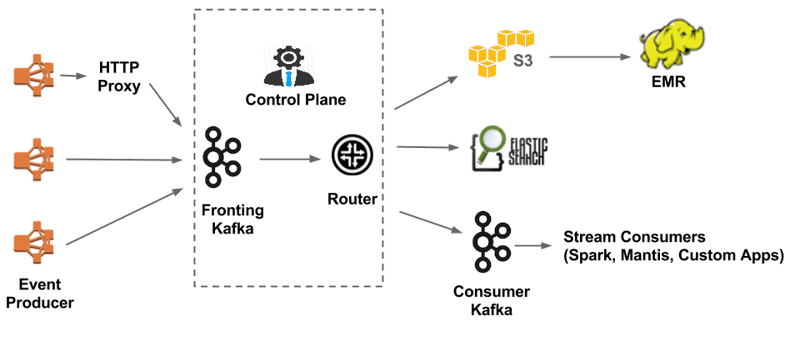 HTTP
Proxy
Control Plane
S3
EMR
ELASTIC
SEARCH
Fronting
Kafka
Router
Event
Producer
Consumer
Kafka
Stream Consumers
(Spark, Mantis, Custom Apps)